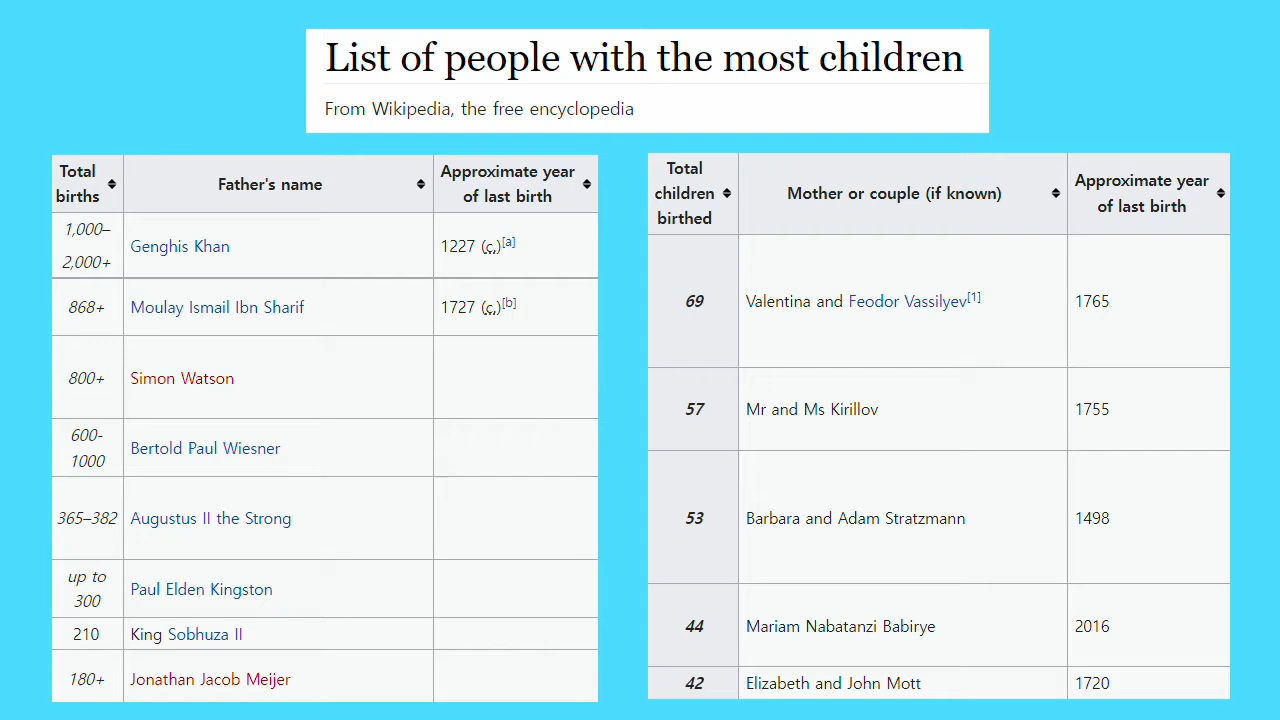 List of people with the most children
From Wikipedia, the free encyclopedia
Total births Father's name Approximate year of last birth
1,000–2,000+ Genghis Khan 1227 (c.)[a]
868+ Moulay Ismail Ibn Sharif 1727 (c.)[b]
800+ Simon Watson
600-1000 Bertold Paul Wiesner
365–382 Augustus II the Strong
up to 300 Paul Elden Kingston
210 King Sobhuza II
180+ Jonathan Jacob Meijer
Total children birthed Mother or couple (if known) Approximate year of last birth
69 Valentina and Feodor Vassilyev[1] 1765
57 Mr and Ms Kirillov 1755
53 Barbara and Adam Stratzmann 1498
44 Mariam Nabatanzi Babirye 2016
42 Elizabeth and John Mott 1720